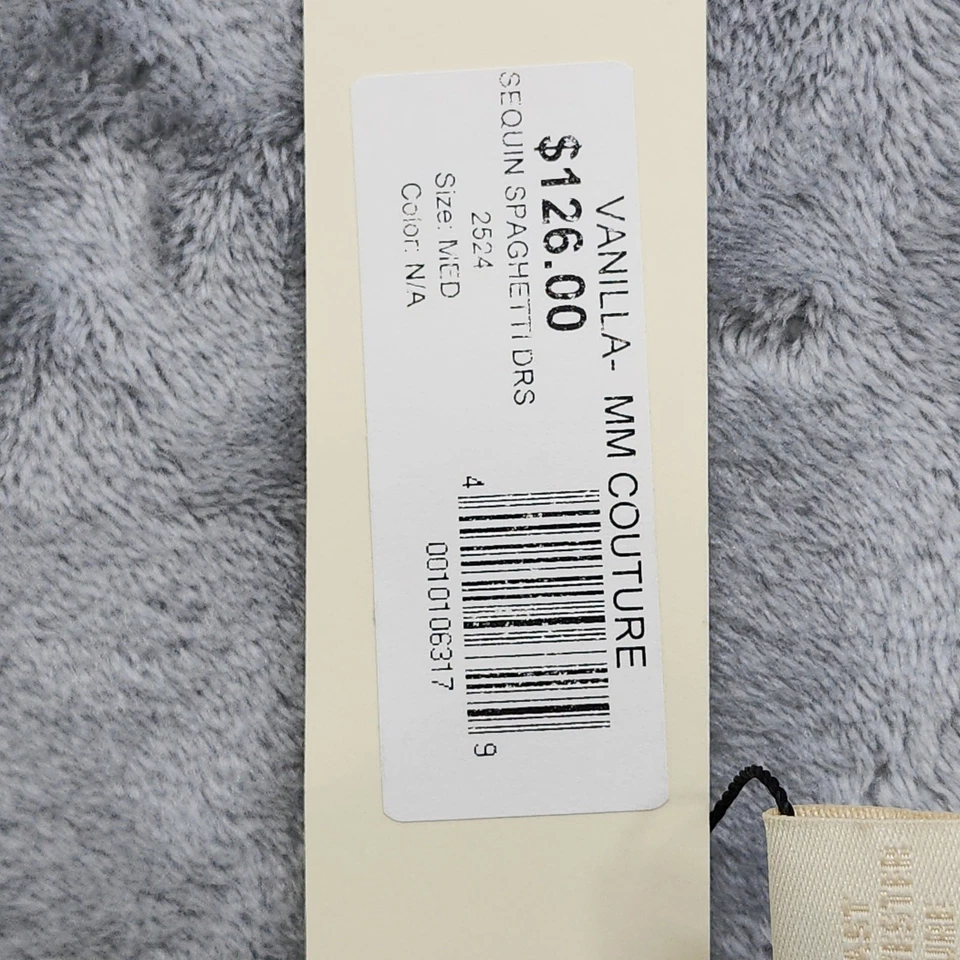 VANILLA- MM COUTURE
$126.00
SEQUIN SPAGHETTI DRS
2524
Size: MED
Color: N/A
4
0010106317
9